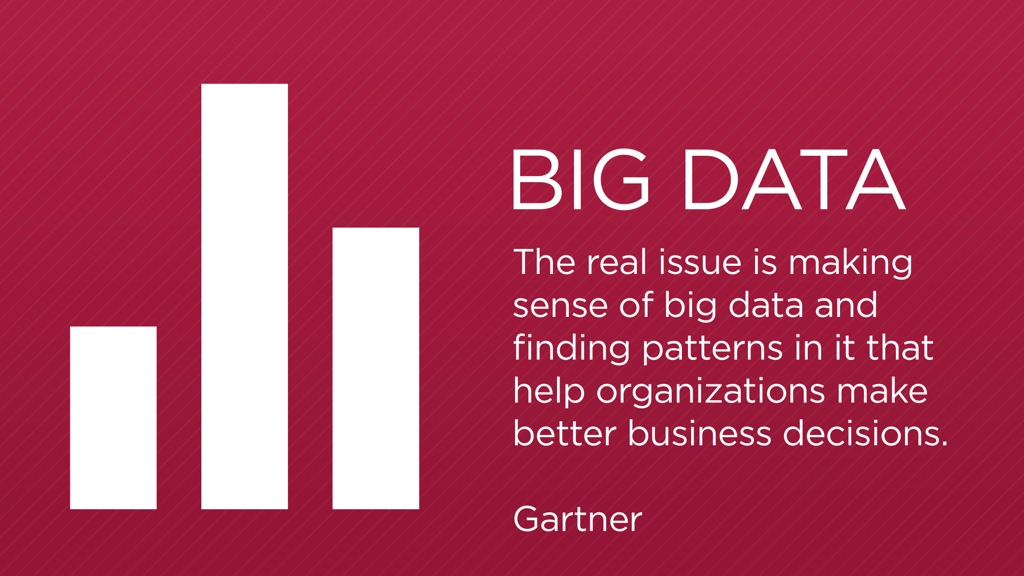 BIG DATA
The real issue is making
sense of big data and
finding patterns in it that
help organizations make
better business decisions.
Gartner